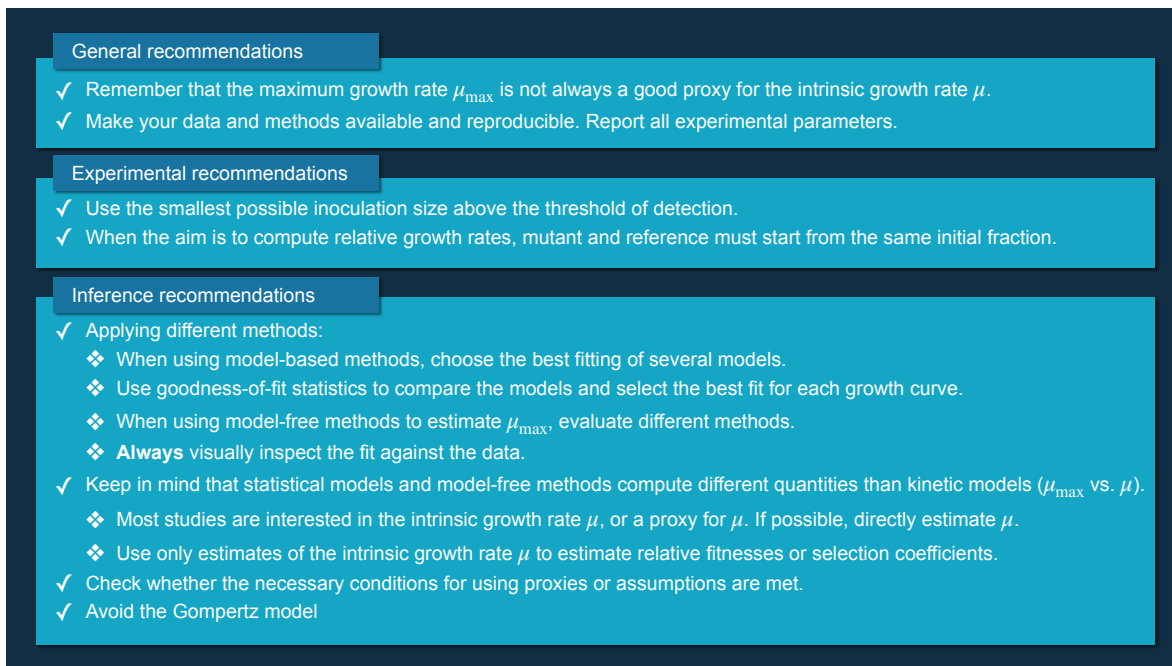 General recommendations
✓ Remember that the maximum growth rate μmax is not always a good proxy for the intrinsic growth rate μ.
✓ Make your data and methods available and reproducible. Report all experimental parameters.
Experimental recommendations
✓ Use the smallest possible inoculation size above the threshold of detection.
✓ When the aim is to compute relative growth rates, mutant and reference must start from the same initial fraction.
Inference recommendations
✓ Applying different methods:
❖ When using model-based methods, choose the best fitting of several models.
❖ Use goodness-of-fit statistics to compare the models and select the best fit for each growth curve.
❖ When using model-free methods to estimate μmax, evaluate different methods.
❖ Always visually inspect the fit against the data.
✓ Keep in mind that statistical models and model-free methods compute different quantities than kinetic models (μmax vs. μ).
❖ Most studies are interested in the intrinsic growth rate μ, or a proxy for μ. If possible, directly estimate μ.
❖ Use only estimates of the intrinsic growth rate μ to estimate relative fitnesses or selection coefficients.
✓ Check whether the necessary conditions for using proxies or assumptions are met.
✓ Avoid the Gompertz model